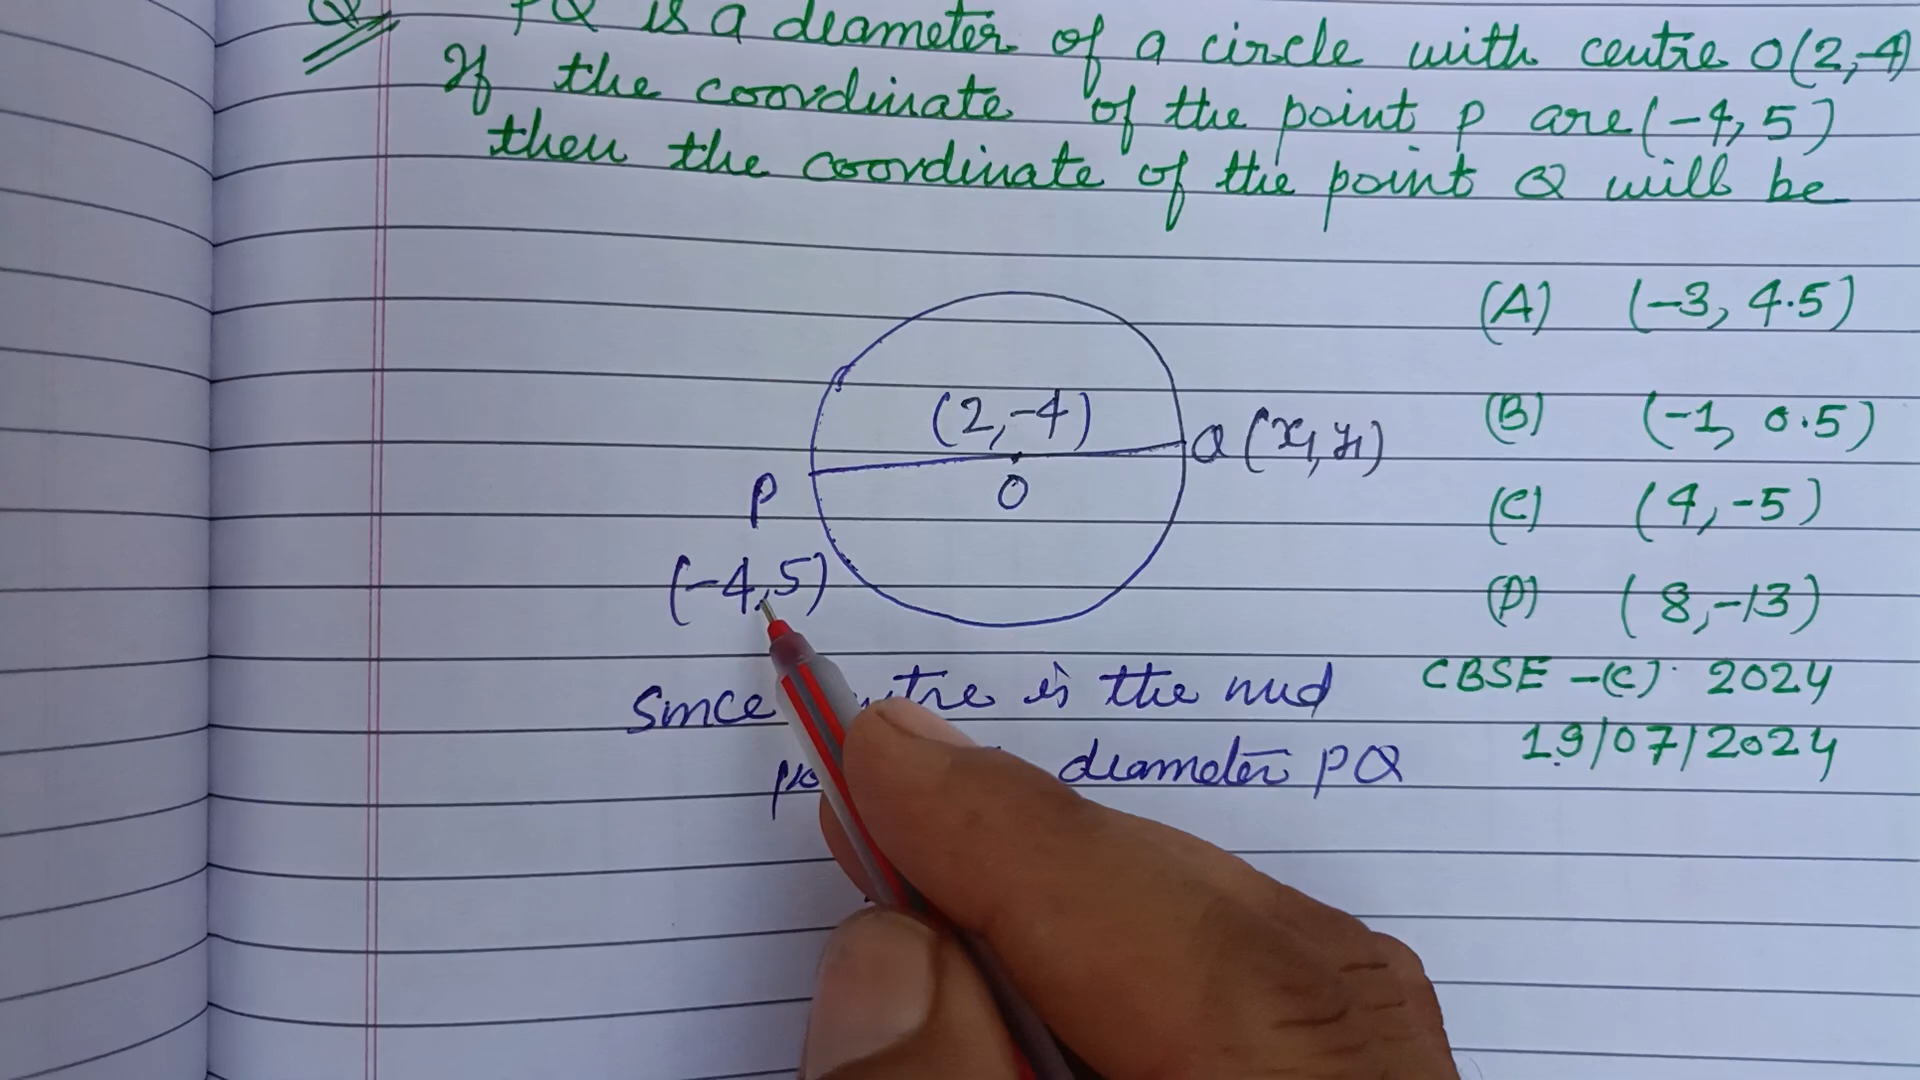 Q PQ is a deameter of a circle with centre O(2,-4)
If the coordinate of the point P are (-4, 5)
then the coordinate of the point Q will be
(A) (-3, 4.5)
(2,-4)
Q (x1, y1)
(B) (-1, 0.5)
P
O
(C) (4, -5)
(-4,5)
(D) (8,-13)
Since is the mid
CBSE -(C). 2024
diameter PQ
19/07/2024